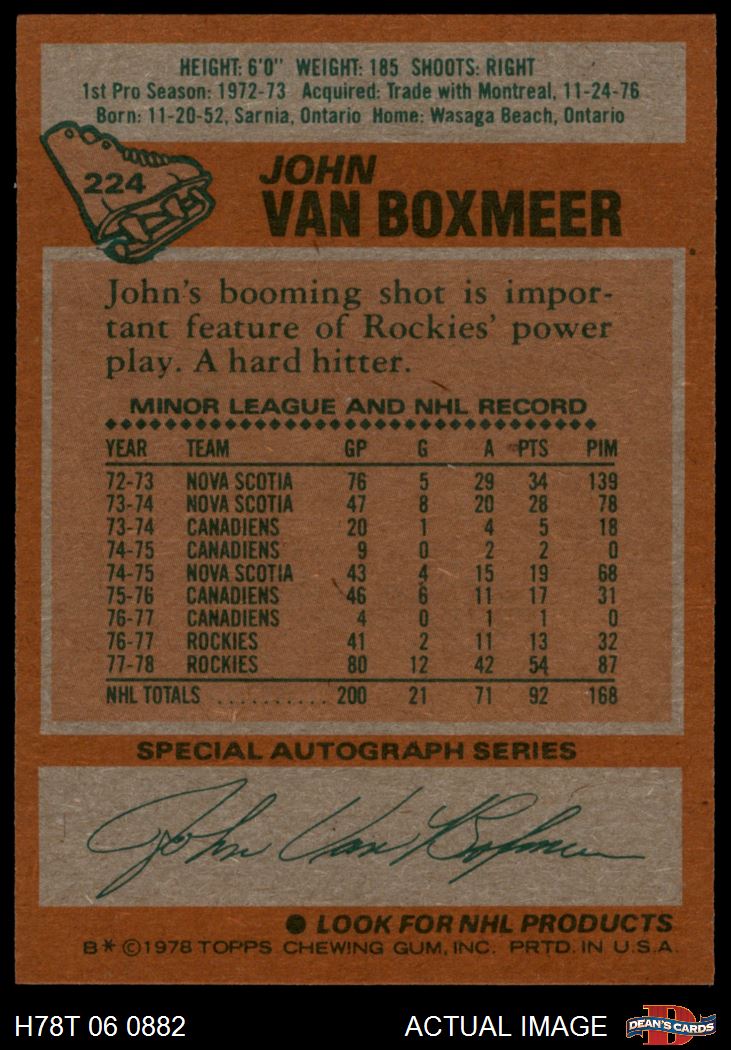 HEIGHT: 6'0" WEIGHT: 185 SHOOTS: RIGHT
1st Pro Season: 1972-73 Acquired: Trade with Montreal, 11-24-76
Born: 11-20-52, Sarnia, Ontario Home: Wasaga Beach, Ontario
224
JOHN
VAN BOXMEER
John's booming shot is impor-
tant feature of Rockies' power
play. A hard hitter.
MINOR LEAGUE AND NHL RECORD
YEAR TEAM GP G A PTS PIM
72-73 NOVA SCOTIA 76 5 29 34 139
73-74 NOVA SCOTIA 47 8 20 28 78
73-74 CANADIENS 20 1 4 5 18
74-75 CANADIENS 9 0 2 2 0
74-75 NOVA SCOTIA 43 4 15 19 68
75-76 CANADIENS 46 6 11 17 31
76-77 CANADIENS 4 0 1 1 0
76-77 ROCKIES 41 2 11 13 32
77-78 ROCKIES 80 12 42 54 87
NHL TOTALS .......... 200 21 71 92 168
SPECIAL AUTOGRAPH SERIES
John Van Boxmeer
● LOOK FOR NHL PRODUCTS
B* ©1978 TOPPS CHEWING GUM, INC. PRTD. IN U.S.A.
H78T 06 0882 ACTUAL IMAGE DEAN'S CARDS